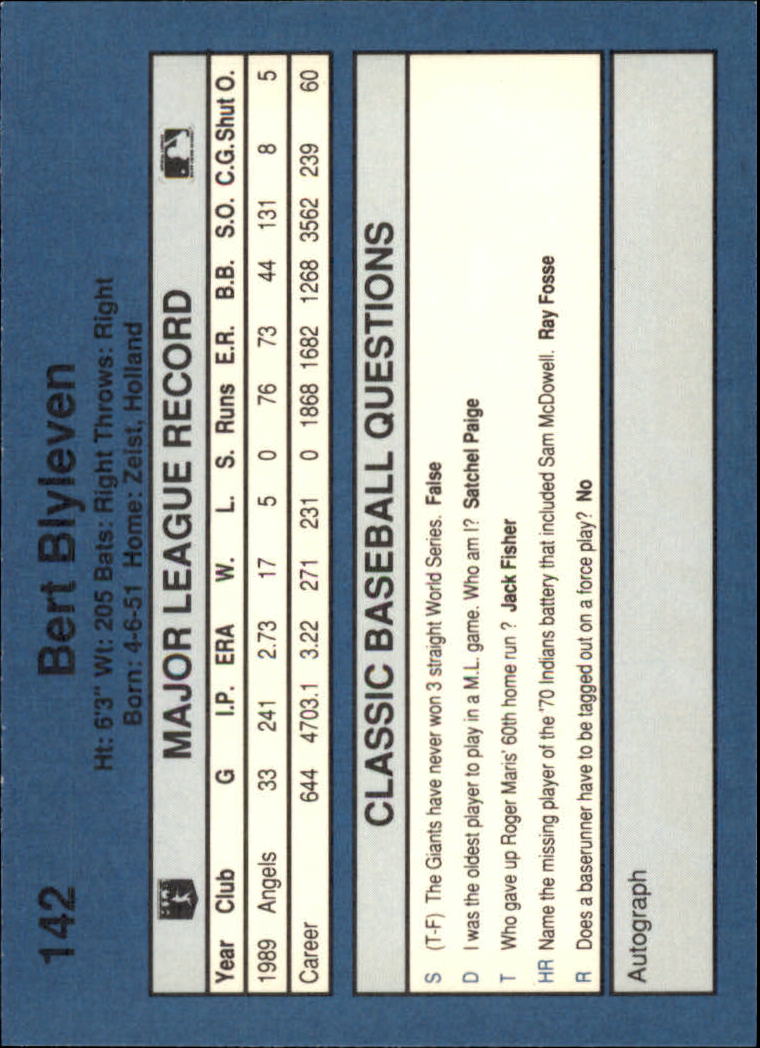 142 Bert Blyleven
Ht: 6'3" Wt: 205 Bats: Right Throws: Right
Born: 4-6-51 Home: Zeist, Holland
MAJOR LEAGUE RECORD
Year Club G I.P. ERA W. L. S. Runs E.R. B.B. S.O. C.G. Shut O.
1989 Angels 33 241 2.73 17 5 0 76 73 44 131 8 5
Career 644 4703.1 3.22 271 231 0 1868 1682 1268 3562 239 60
CLASSIC BASEBALL QUESTIONS
S (T-F) The Giants have never won 3 straight World Series. False
D I was the oldest player to play in a M.L. game. Who am I? Satchel Paige
T Who gave up Roger Maris' 60th home run ? Jack Fisher
HR Name the missing player of the '70 Indians battery that included Sam McDowell. Ray Fosse
R Does a baserunner have to be tagged out on a force play? No
Autograph